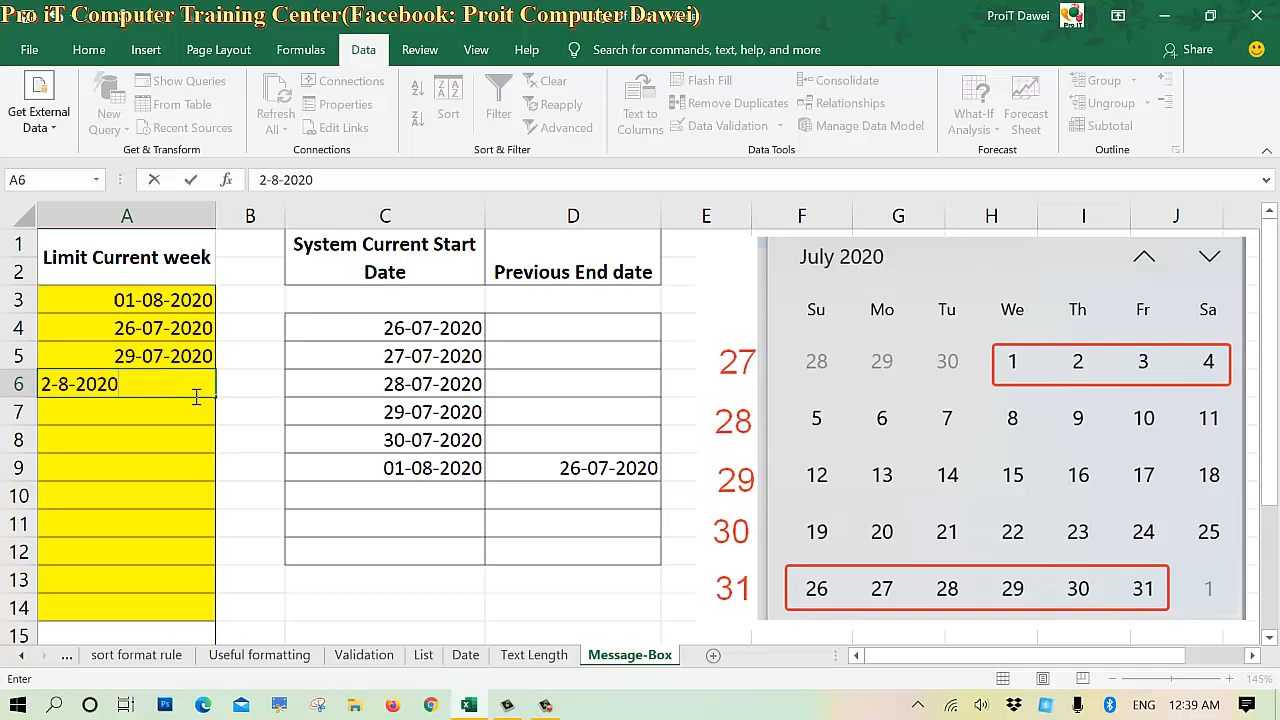 Pro IT Computer Training Center(Facebook: Proit Computer Dawei)
ProIT Dawei
File Home Insert Page Layout Formulas Data Review View Help Search for commands, text, help, and more Share
Get External Data
New Query
Show Queries
From Table
Recent Sources
Get & Transform
Refresh All
Connections
Properties
Edit Links
Connections
Sort
Filter
Clear
Reapply
Advanced
Sort & Filter
Text to Columns
Flash Fill
Remove Duplicates
Data Validation
Consolidate
Relationships
Manage Data Model
Data Tools
What-If Analysis
Forecast Sheet
Forecast
Group
Ungroup
Subtotal
Outline
A6 fx 2-8-2020
A B C D E F G H I J
1 Limit Current week System Current Start Date Previous End date
2
3 01-08-2020
4 26-07-2020 26-07-2020
5 29-07-2020 27-07-2020
6 2-8-2020 28-07-2020
7 29-07-2020
8 30-07-2020
9 01-08-2020 26-07-2020
10
11
12
13
14
15
July 2020
Su Mo Tu We Th Fr Sa
27 28 29 30 1 2 3 4
28 5 6 7 8 9 10 11
29 12 13 14 15 16 17 18
30 19 20 21 22 23 24 25
31 26 27 28 29 30 31 1
... sort format rule Useful formatting Validation List Date Text Length Message-Box
Enter 145%
ENG 12:39 AM